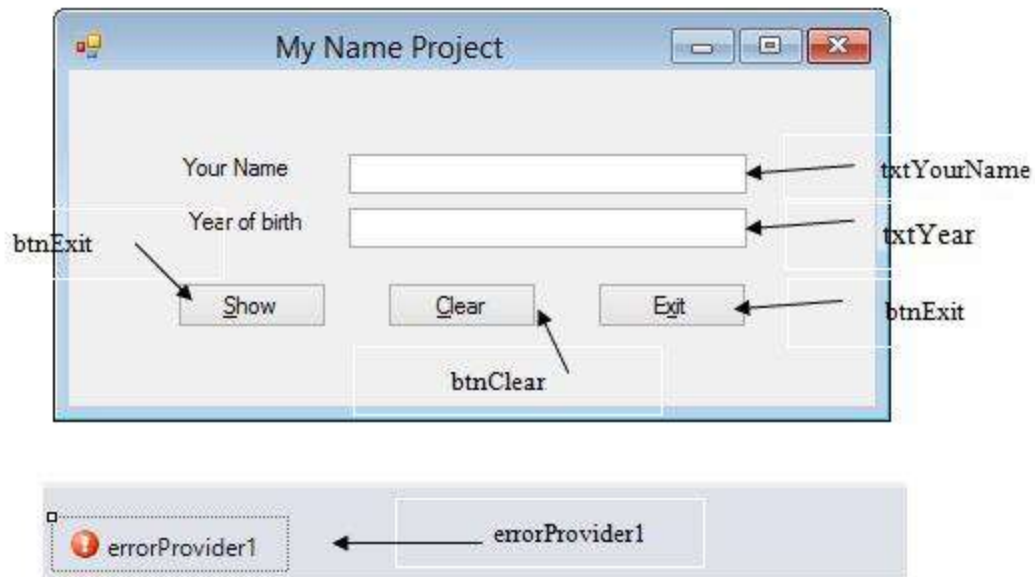 My Name Project
Your Name
txtYourName
Year of birth
txtYear
btnExit
Show
Clear
Exit
btnExit
btnClear
errorProvider1
errorProvider1